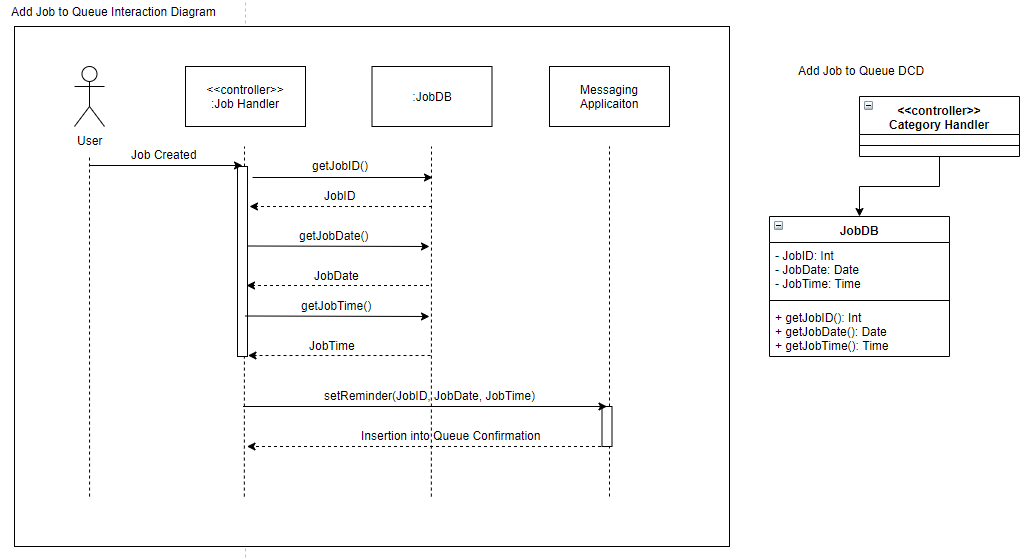 Add Job to Queue Interaction Diagram
User
<<controller>>
:Job Handler
:JobDB
Messaging
Applicaiton
Job Created
getJobID()
JobID
getJobDate()
JobDate
getJobTime()
JobTime
setReminder(JobID, JobDate, JobTime)
Insertion into Queue Confirmation
Add Job to Queue DCD
<<controller>>
Category Handler
JobDB
- JobID: Int
- JobDate: Date
- JobTime: Time
+ getJobID(): Int
+ getJobDate(): Date
+ getJobTime(): Time